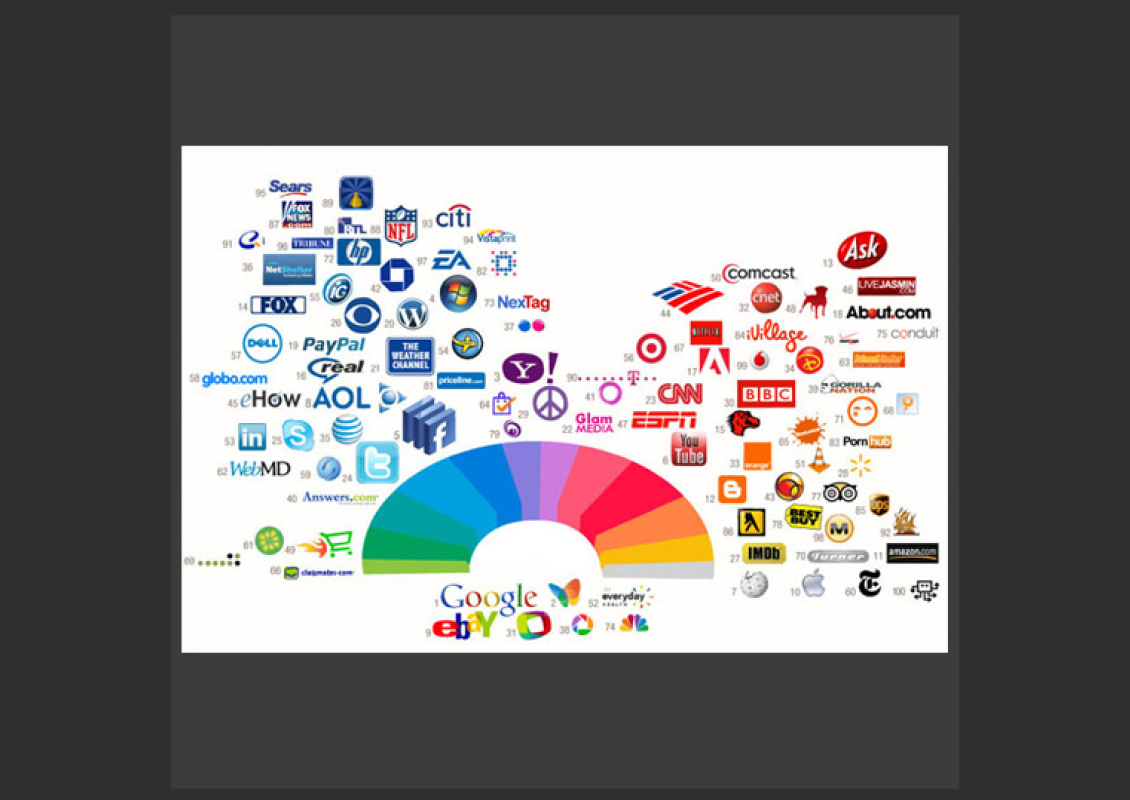 95 Sears
89
87 FOX NEWS
80 BTL
88 NFL
93 citi
91
96 TRIBUNE
72 hp
94 Vistaprint
36 NetShelter
42
97 EA
82
14 FOX
55 iG
26
20 W
4
73 NexTag
37
57 DELL
19 PayPal
16 real
21 THE WEATHER CHANNEL
54
58 globo.com
81 priceline.com
3 Y!
45 eHow
8 AOL
64
29
53 in
S
35
5 f
79
62 WebMD
59
24 t
40 Answers.com
61
49
69
66 classmates.com
13 Ask
50 comcast
46 LIVEJASMIN.COM
44
32 cnet
48
18 About.com
67 NETFLIX
84 iVillage
76
75 conduit
56
17
99
34
63
90 T
41
23 CNN
30 BBC
39 GORILLA NATION
68
22 Glam MEDIA
47 ESPN
15
71
6 You Tube
65
83 Pornhub
33 orange
51
28
12
43
77
85 ups
86
78 BEST BUY
98 M
92
27 IMDb
70 Turner
11 amazon.com
7
10
60
100
1 Google
2
52 everyday HEALTH
9 ebaY
31
38
74